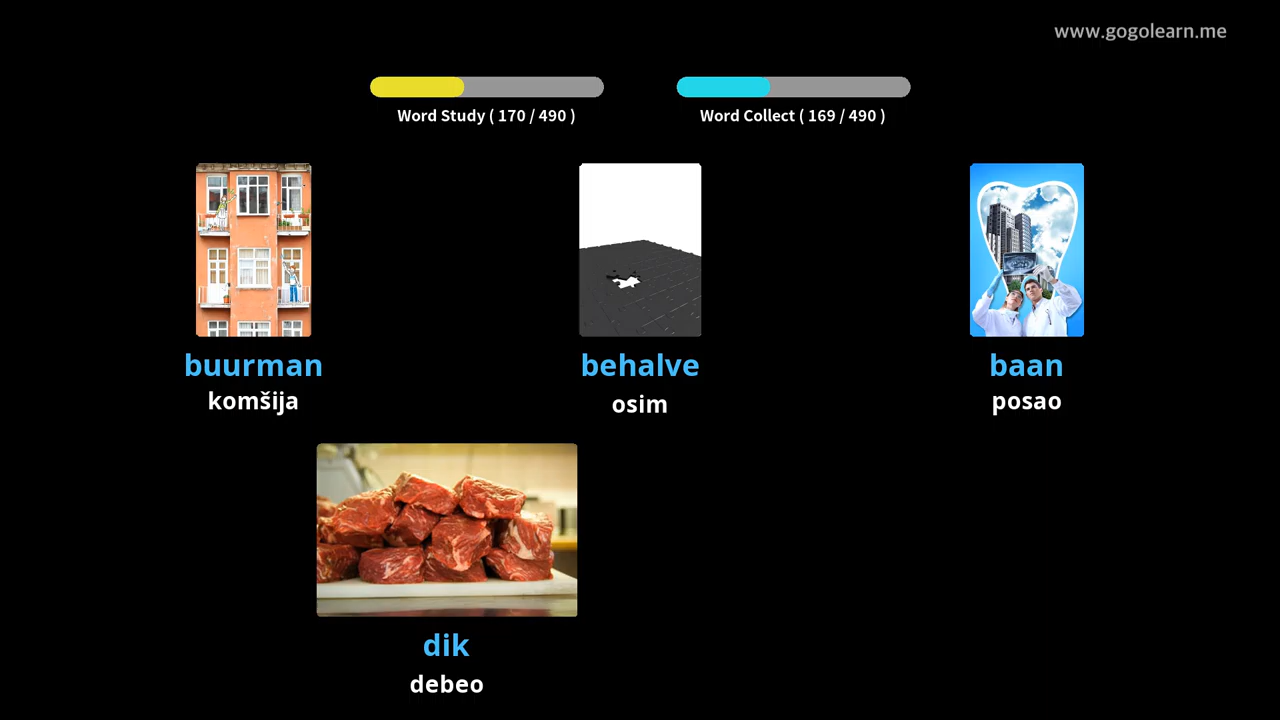 www.gogolearn.me
Word Study ( 170 / 490 )
Word Collect ( 169 / 490 )
buurman
komšija
behalve
osim
baan
posao
dik
debeo